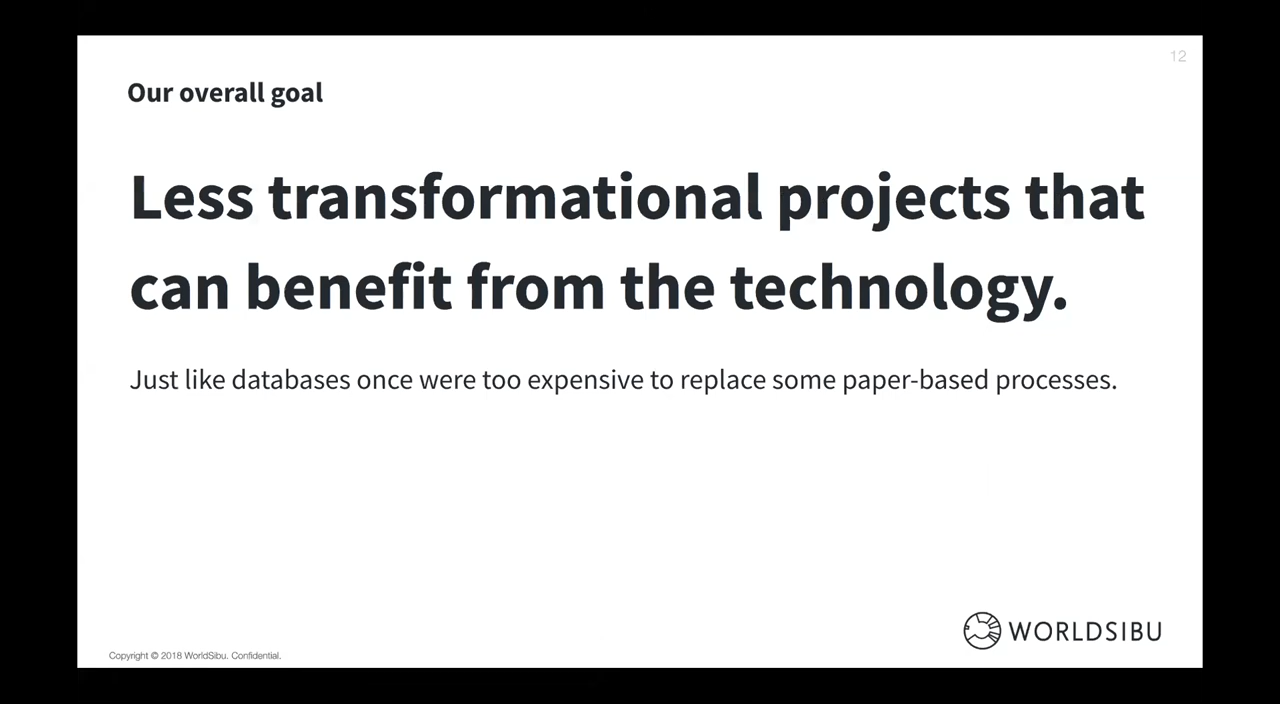 12
Our overall goal
Less transformational projects that
can benefit from the technology.
Just like databases once were too expensive to replace some paper-based processes.
WORLDSIBU
Copyright © 2018 WorldSibu. Confidential.